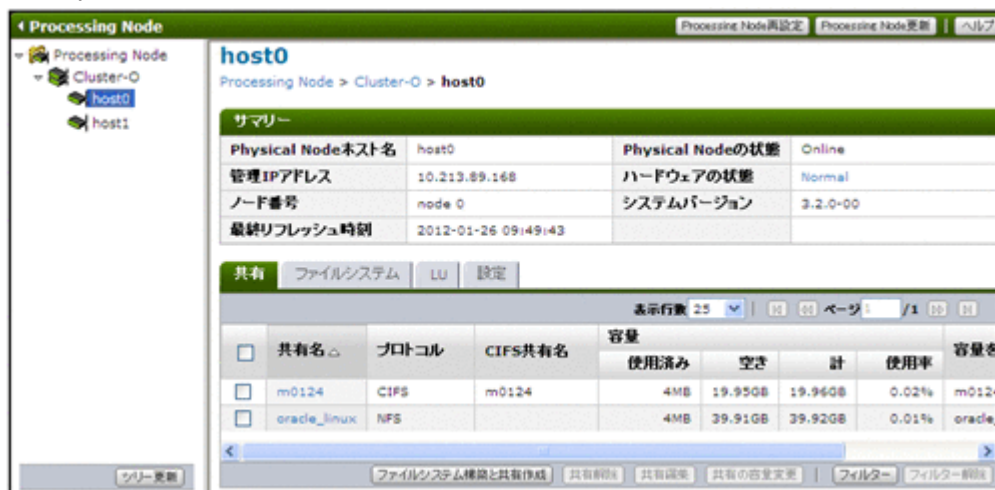 Processing Node
Processing Node再設定 Processing Node更新 ヘルプ
Processing Node
Cluster-O
host0
host1
host0
Processing Node > Cluster-O > host0
サマリー
Physical Nodeホスト名 host0 Physical Nodeの状態 Online
管理IPアドレス 10.213.89.168 ハードウェアの状態 Normal
ノード番号 node 0 システムバージョン 3.2.0-00
最終リフレッシュ時刻 2012-01-26 09:49:43
共有 ファイルシステム LU 設定
表示行数 25 ページ 1 /1
共有名 プロトコル CIFS共有名 容量 容量を
使用済み 空き 計 使用率
m0124 CIFS m0124 4MB 19.95GB 19.96GB 0.02% m0124
oracle_linux NFS 4MB 39.91GB 39.92GB 0.01% oracle
ツリー更新
ファイルシステム構築と共有作成 共有解除 共有編集 共有の容量変更 フィルター フィルター解除